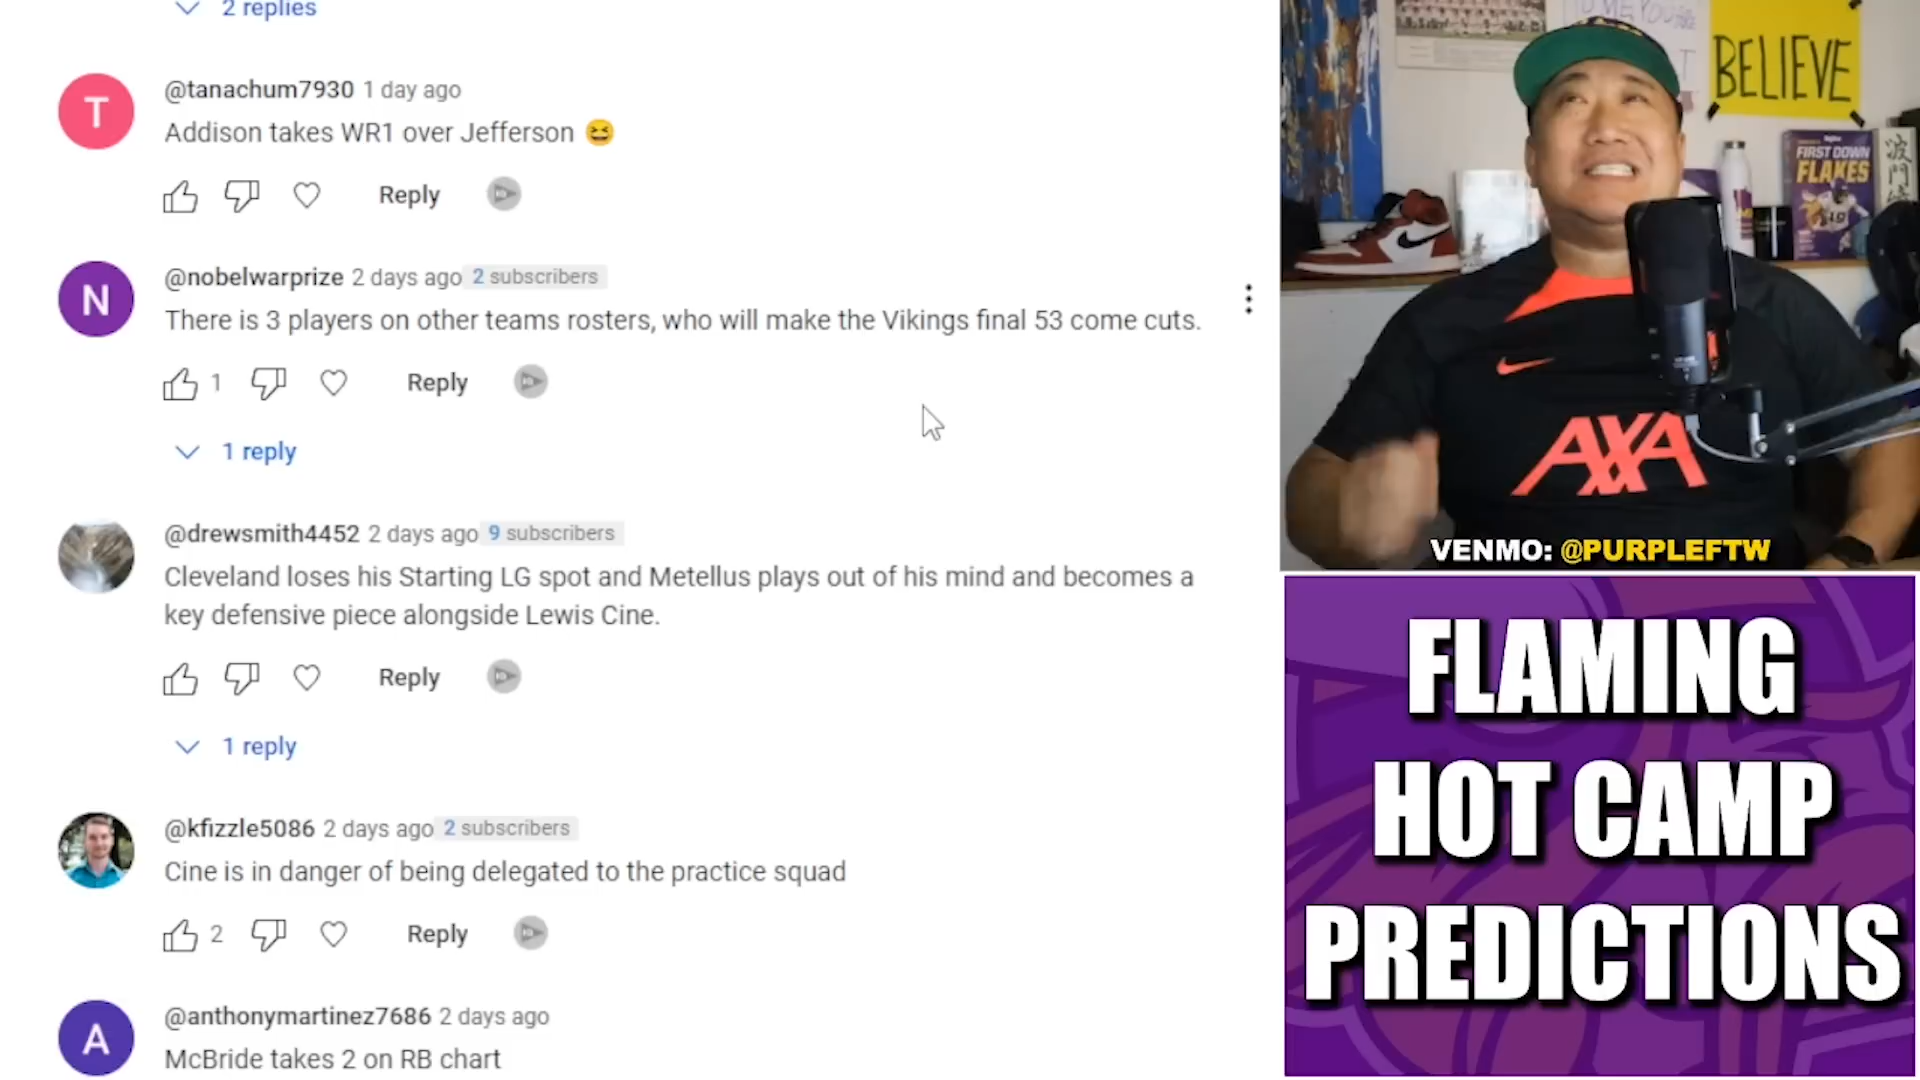 2 replies
@tanachum7930 1 day ago
Addison takes WR1 over Jefferson 😆
Reply
@nobelwarprize 2 days ago 2 subscribers
There is 3 players on other teams rosters, who will make the Vikings final 53 come cuts.
1
Reply
1 reply
@drewsmith4452 2 days ago 9 subscribers
Cleveland loses his Starting LG spot and Metellus plays out of his mind and becomes a
key defensive piece alongside Lewis Cine.
Reply
1 reply
@kfizzle5086 2 days ago 2 subscribers
Cine is in danger of being delegated to the practice squad
2
Reply
@anthonymartinez7686 2 days ago
McBride takes 2 on RB chart
T
N
A
BELIEVE
FIRST DOWN
FLAKES
AXA
VENMO: @PURPLEFTW
FLAMING
HOT CAMP
PREDICTIONS